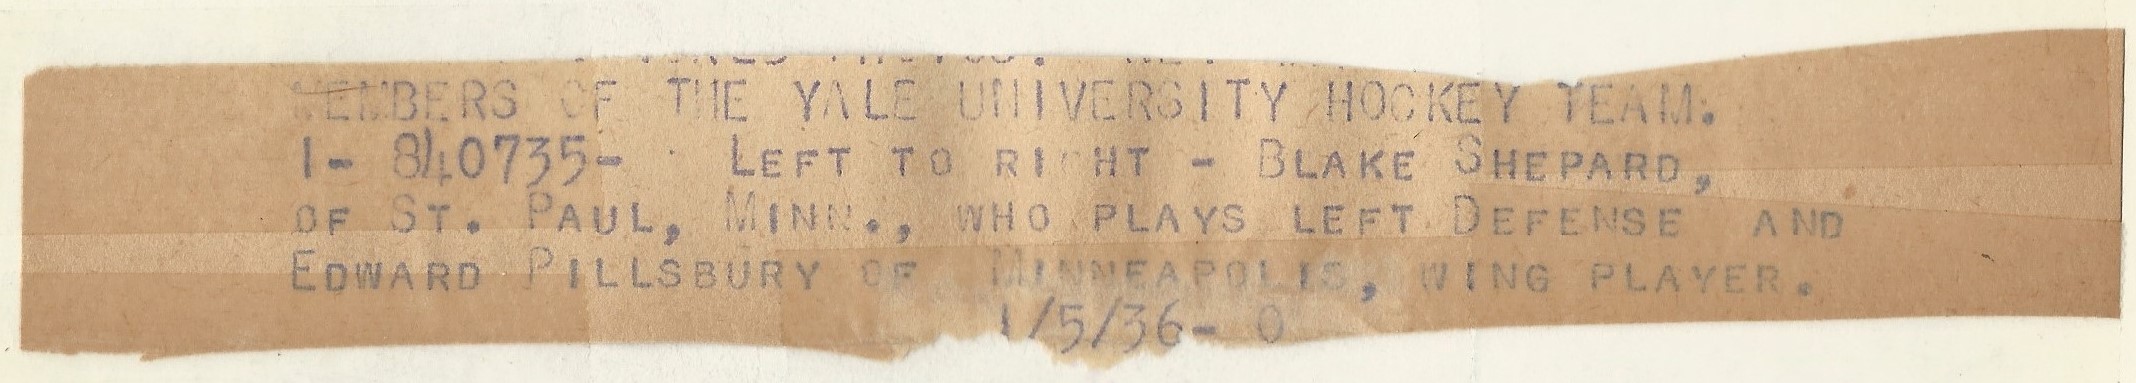 MEMBERS OF THE YALE UNIVERSITY HOCKEY TEAM.
1- 840735- LEFT TO RIGHT - BLAKE SHEPARD,
OF ST. PAUL, MINN., WHO PLAYS LEFT DEFENSE AND
EDWARD PILLSBURY OF MINNEAPOLIS, WING PLAYER.
1/5/36- O